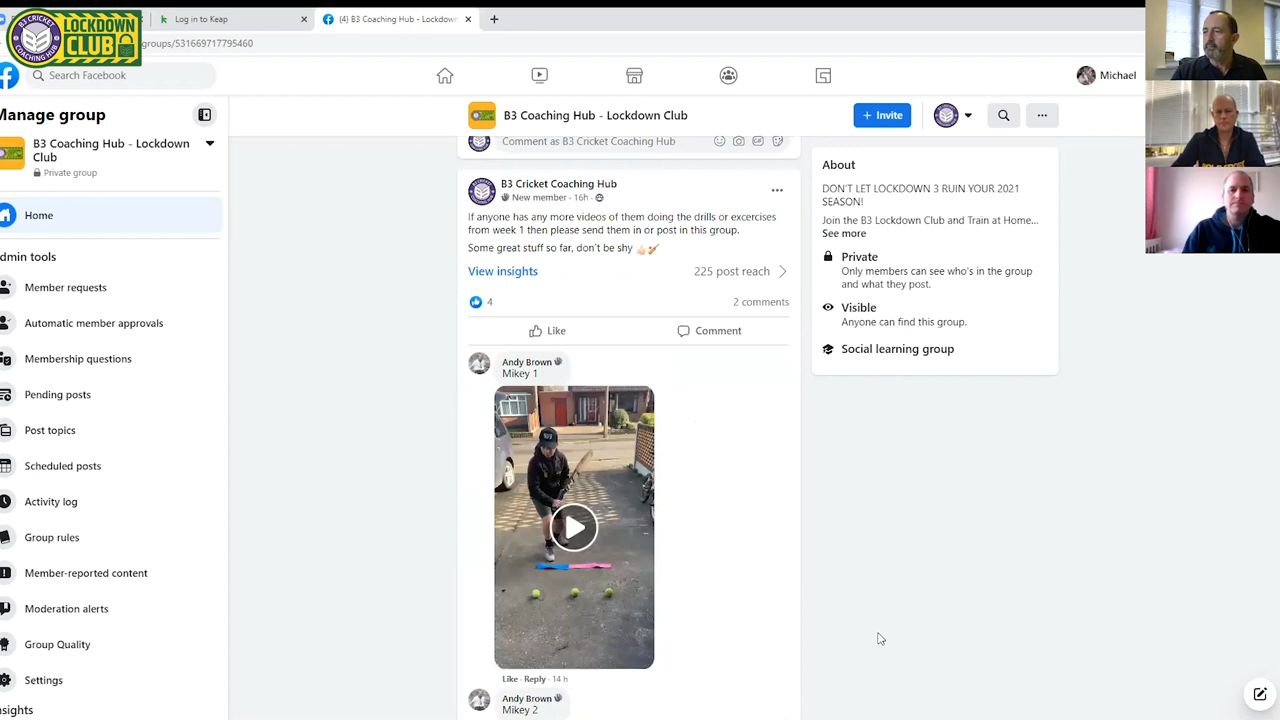 Log in to Keap
(4) B3 Coaching Hub - Lockdown
B3 CRICKET
COACHING HUB
LOCKDOWN
CLUB
groups/531669717795460
Search Facebook
Michael
Manage group
B3 Coaching Hub - Lockdown
Club
Private group
Home
dmin tools
Member requests
Automatic member approvals
Membership questions
Pending posts
Post topics
Scheduled posts
Activity log
Group rules
Member-reported content
Moderation alerts
Group Quality
Settings
nsights
B3 Coaching Hub - Lockdown Club
+ Invite
Comment as B3 Cricket Coaching Hub
GIF
B3 Cricket Coaching Hub
New member · 16h ·
If anyone has any more videos of them doing the drills or excercises
from week 1 then please send them in or post in this group.
Some great stuff so far, don't be shy
View insights
225 post reach
4
2 comments
Like
Comment
Andy Brown
Mikey 1
Like · Reply · 14 h
Andy Brown
Mikey 2
About
DON'T LET LOCKDOWN 3 RUIN YOUR 2021
SEASON!
Join the B3 Lockdown Club and Train at Home...
See more
Private
Only members can see who's in the group
and what they post.
Visible
Anyone can find this group.
Social learning group